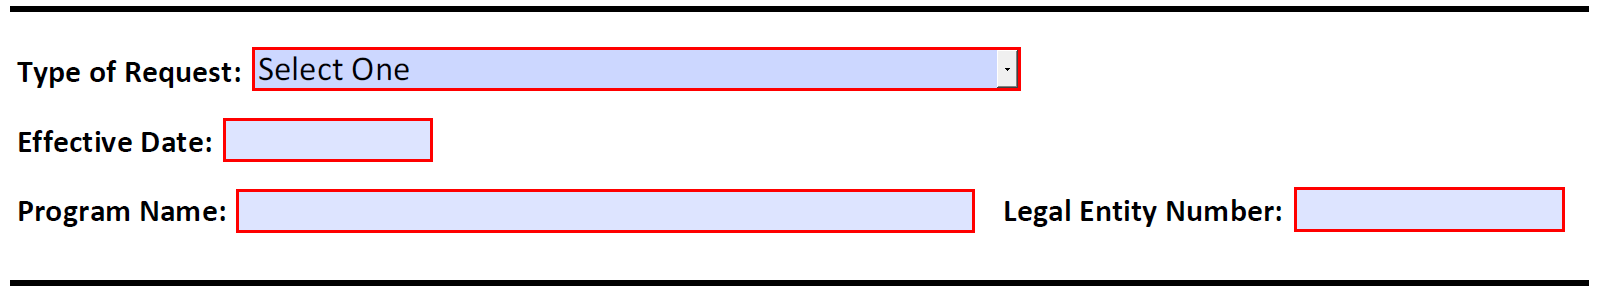 Type of Request: Select One
Effective Date:
Program Name: Legal Entity Number: